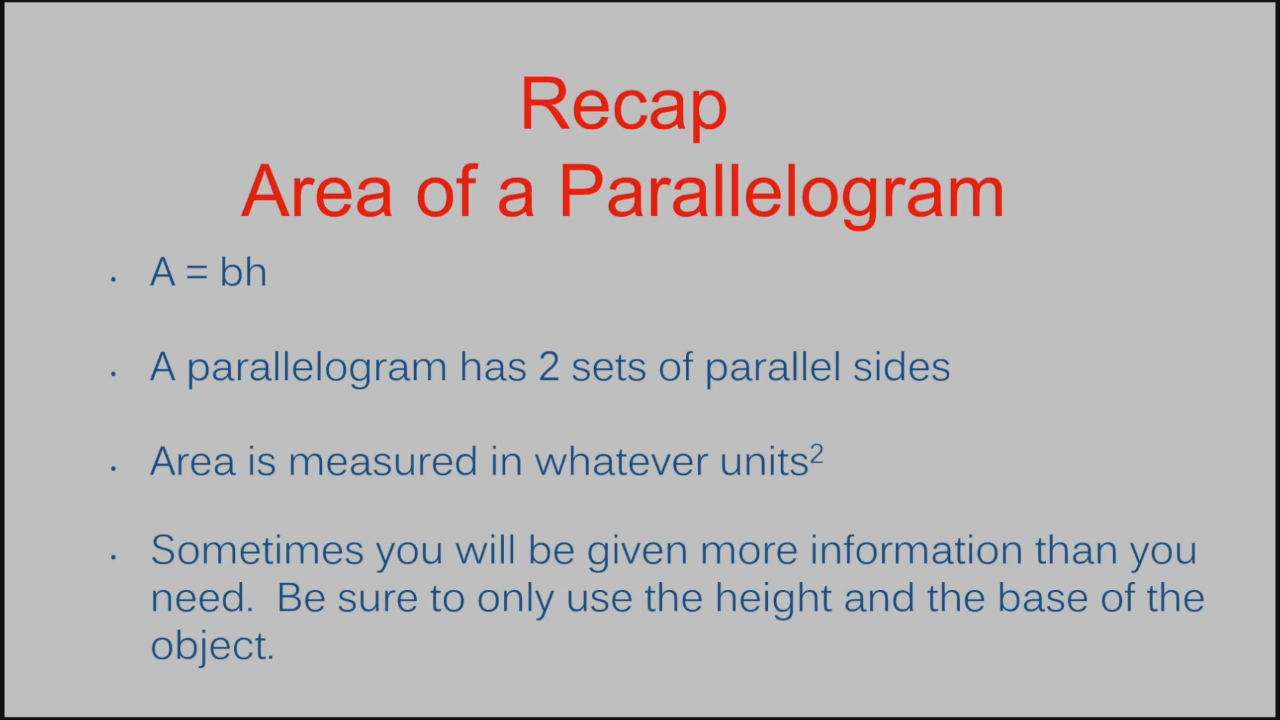 Recap
Area of a Parallelogram
· A = bh
· A parallelogram has 2 sets of parallel sides
· Area is measured in whatever units²
· Sometimes you will be given more information than you
need.  Be sure to only use the height and the base of the
object.